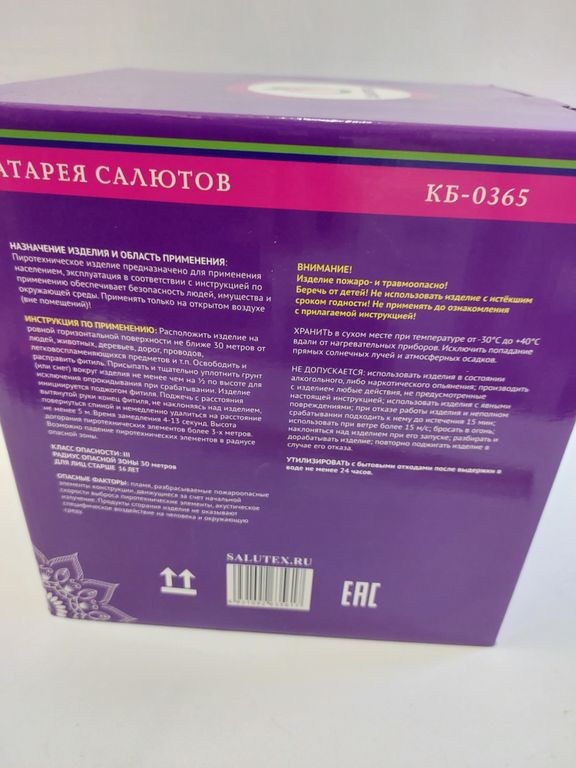 АТАРЕЯ САЛЮТОВ
КБ-0365
НАЗНАЧЕНИЕ ИЗДЕЛИЯ И ОБЛАСТЬ ПРИМЕНЕНИЯ:
Пиротехническое изделие предназначено для применения
населением, эксплуатация в соответствии с инструкцией по
применению обеспечивает безопасность людей, имущества и
окружающей среды. Применять только на открытом воздухе
(вне помещений)!
ИНСТРУКЦИЯ ПО ПРИМЕНЕНИЮ: Расположить изделие на
ровной горизонтальной поверхности не ближе 30 метров от
людей, животных, деревьев, дорог, проводов,
легковоспламеняющихся предметов и т.п. Освободить и
расправить фитиль. Присыпать и тщательно уплотнить грунт
(или снег) вокруг изделия не менее чем на ½ по высоте для
исключения опрокидывания при срабатывании. Изделие
инициируется поджогом фитиля. Поджечь с расстояния
вытянутой руки конец фитиля, не наклоняясь над изделием,
повернуться спиной и немедленно удалиться на расстояние
не менее 5 м. Время замедления 4-13 секунд. Высота
догорания пиротехнических элементов более 3-х метров.
Возможно падение пиротехнических элементов в радиусе
опасной зоны.
КЛАСС ОПАСНОСТИ: III
РАДИУС ОПАСНОЙ ЗОНЫ 30 метров
ДЛЯ ЛИЦ СТАРШЕ 16 ЛЕТ
ОПАСНЫЕ ФАКТОРЫ: пламя, разбрасываемые пожароопасные
элементы конструкции, движущиеся за счет начальной
скорости выброса пиротехнические элементы, акустическое
излучение. Продукты сгорания изделие не оказывают
специфическое воздействие на человека и окружающую
среду.
ВНИМАНИЕ!
Изделие пожаро- и травмоопасно!
Беречь от детей! Не использовать изделие с истёкшим
сроком годности! Не применять до ознакомления
с прилагаемой инструкцией!
ХРАНИТЬ в сухом месте при температуре от -30°С до +40°С
вдали от нагревательных приборов. Исключить попадание
прямых солнечных лучей и атмосферных осадков.
НЕ ДОПУСКАЕТСЯ: использовать изделия в состоянии
алкогольного, либо наркотического опьянения; производить
с изделием любые действия, не предусмотренные
настоящей инструкцией; использовать изделия с явными
повреждениями; при отказе работы изделия и неполном
срабатывании подходить к нему до истечения 15 мин;
использовать при ветре более 15 м/с; бросать в огонь;
наклоняться над изделием при его запуске; разбирать и
дорабатывать изделие; повторно поджигать изделие в
случае его отказа.
УТИЛИЗИРОВАТЬ с бытовыми отходами после выдержки в
воде не менее 24 часов.
SALUTEX.RU
EAC